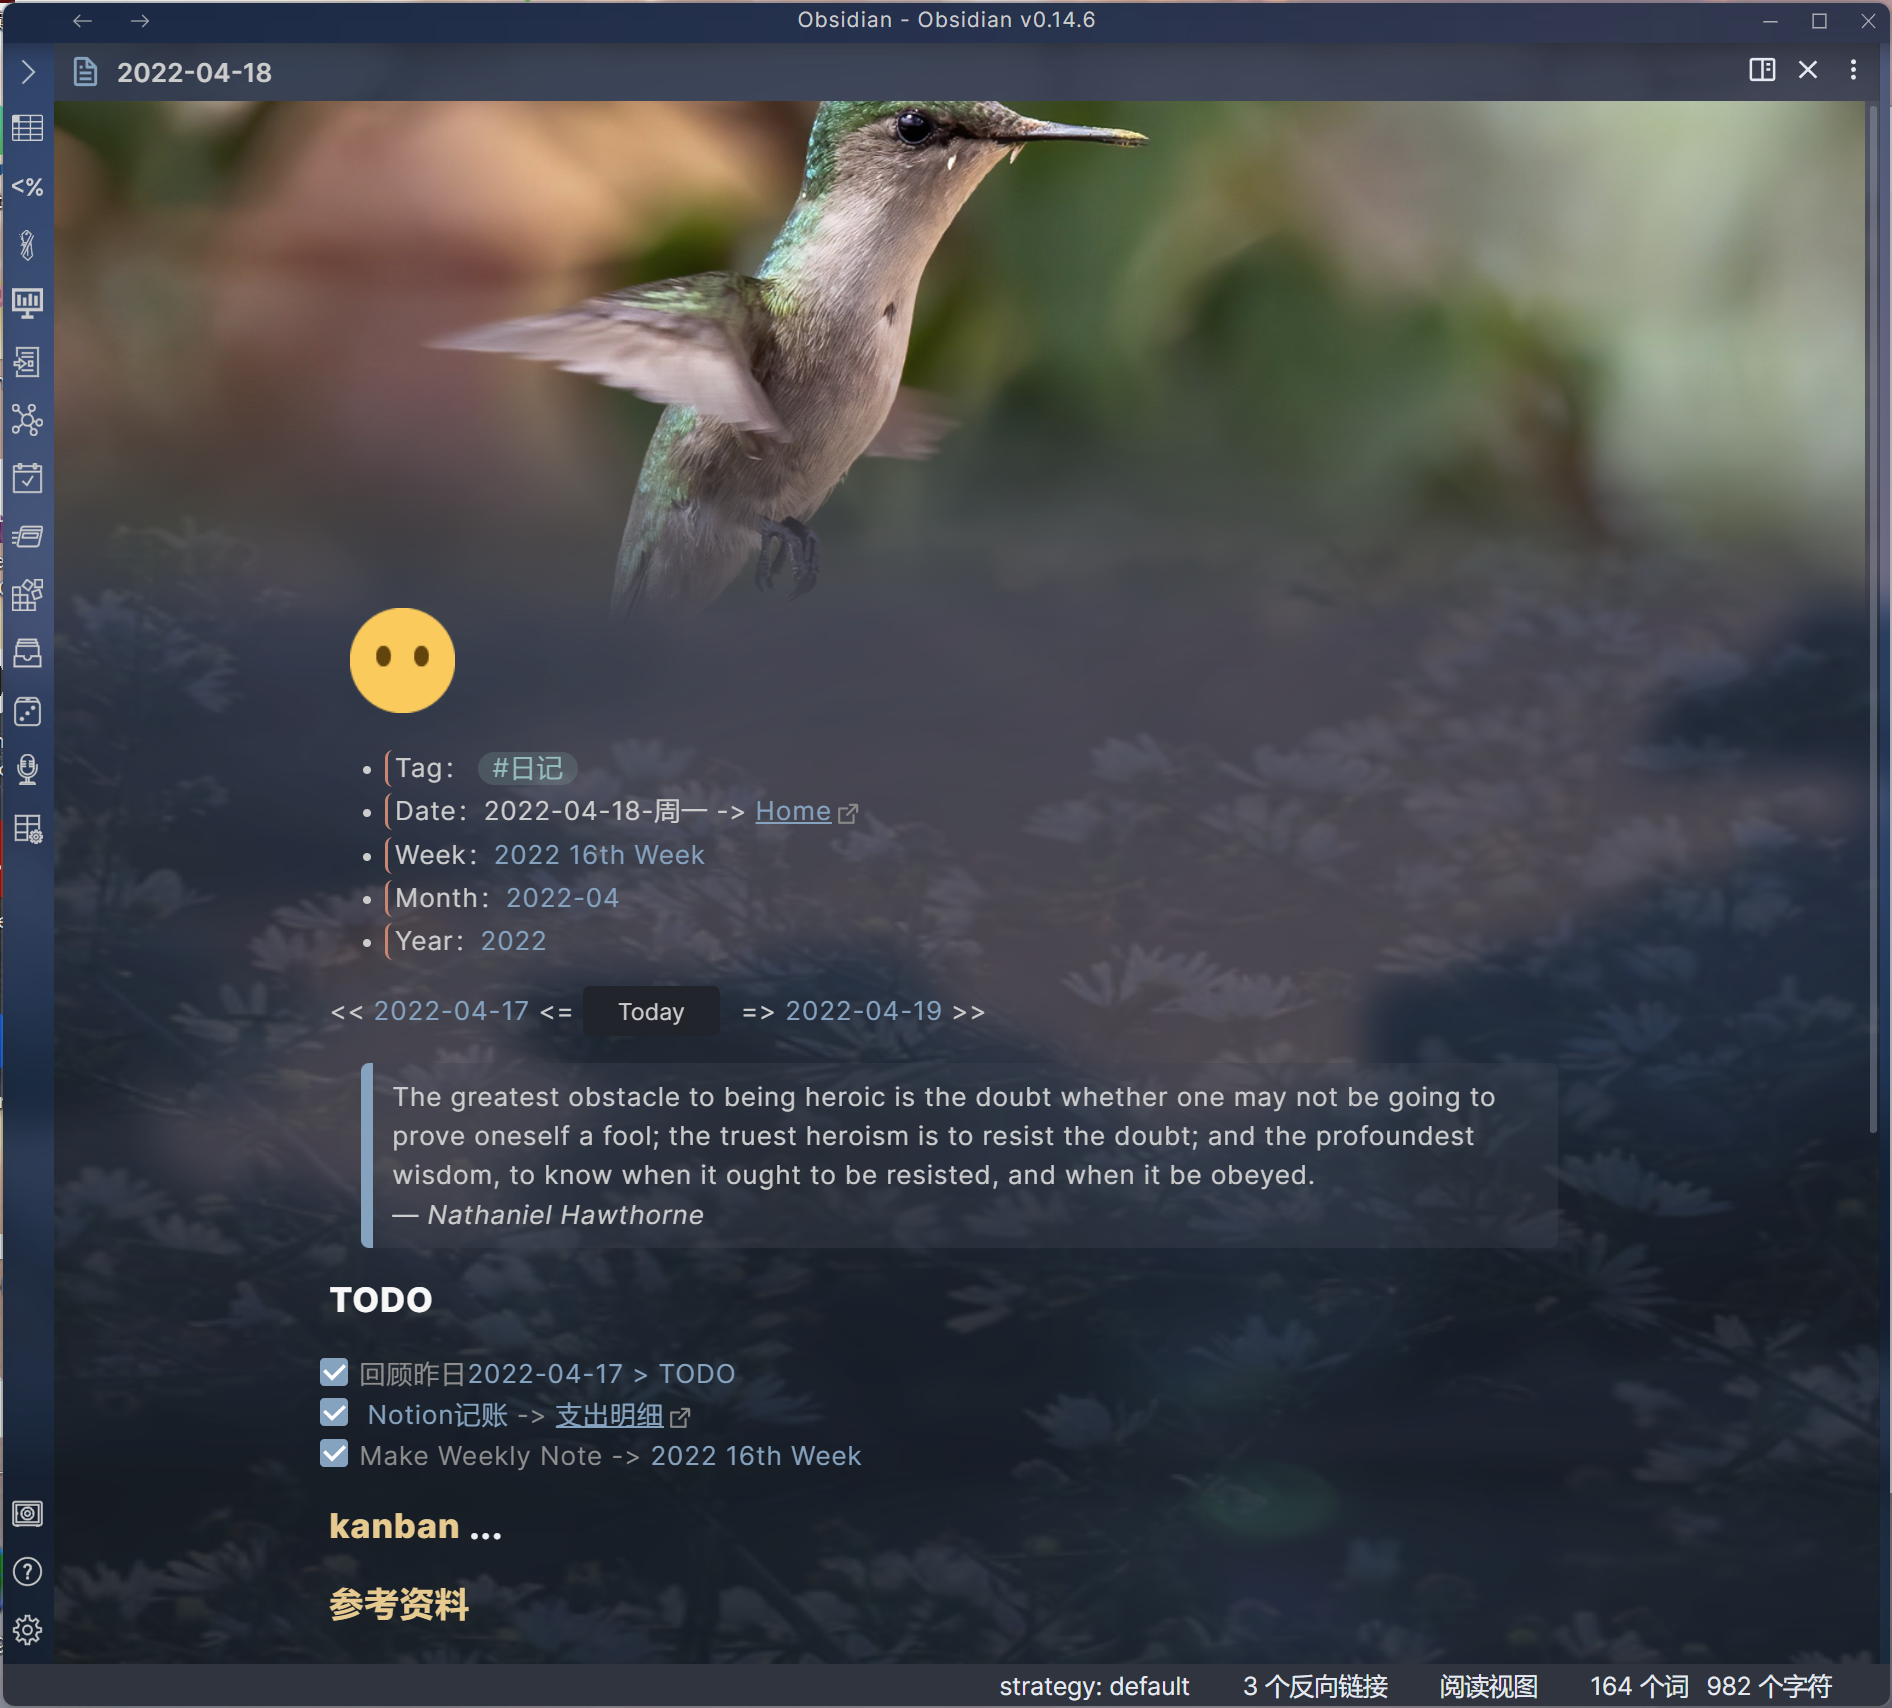 Obsidian - Obsidian v0.14.6
2022-04-18
<%
Tag： #日记
Date：2022-04-18-周一 -> Home
Week：2022 16th Week
Month：2022-04
Year：2022
<< 2022-04-17 <= Today => 2022-04-19 >>
The greatest obstacle to being heroic is the doubt whether one may not be going to
prove oneself a fool; the truest heroism is to resist the doubt; and the profoundest
wisdom, to know when it ought to be resisted, and when it be obeyed.
— Nathaniel Hawthorne
TODO
回顾昨日2022-04-17 > TODO
Notion记账 -> 支出明细
Make Weekly Note -> 2022 16th Week
kanban ...
参考资料
strategy: default 3 个反向链接 阅读视图 164 个词 982 个字符